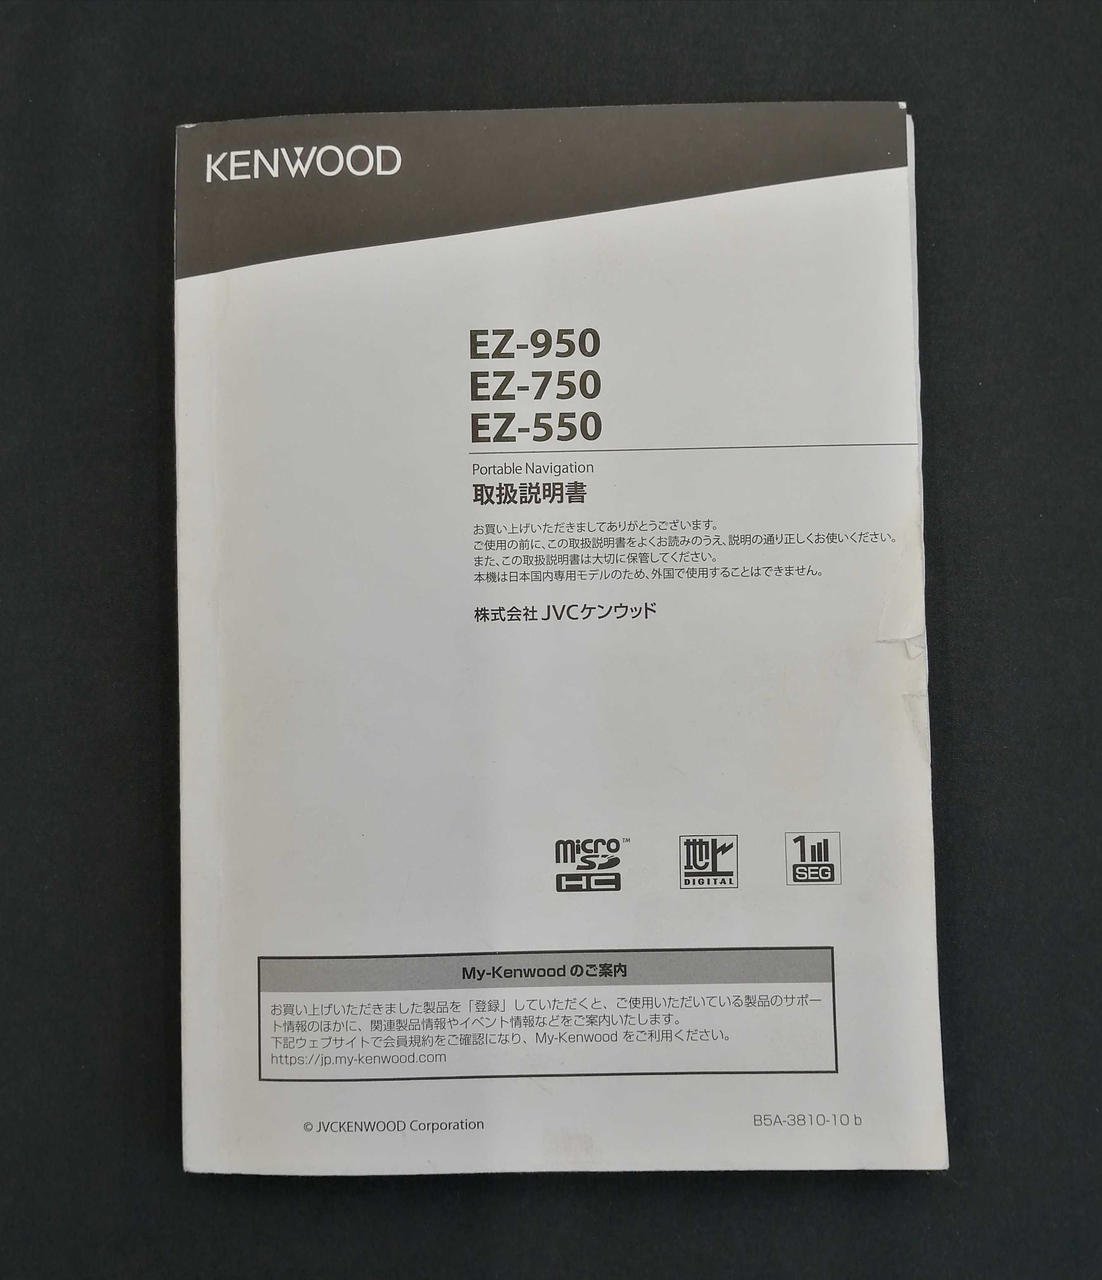 KENWOOD
EZ-950
EZ-750
EZ-550
Portable Navigation
取扱説明書
お買い上げいただきましてありがとうございます。
ご使用の前に、この取扱説明書をよくお読みのうえ、説明の通り正しくお使いください。
また、この取扱説明書は大切に保管してください。
本機は日本国内専用モデルのため、外国で使用することはできません。
株式会社 JVCケンウッド
micro SD HC ™
地上 DIGITAL
1 SEG
My-Kenwood のご案内
お買い上げいただきました製品を「登録」していただくと、ご使用いただいている製品のサポー
ト情報のほかに、関連製品情報やイベント情報などをご案内いたします。
下記ウェブサイトで会員規約をご確認になり、My-Kenwood をご利用ください。
https://jp.my-kenwood.com
© JVCKENWOOD Corporation
B5A-3810-10 b